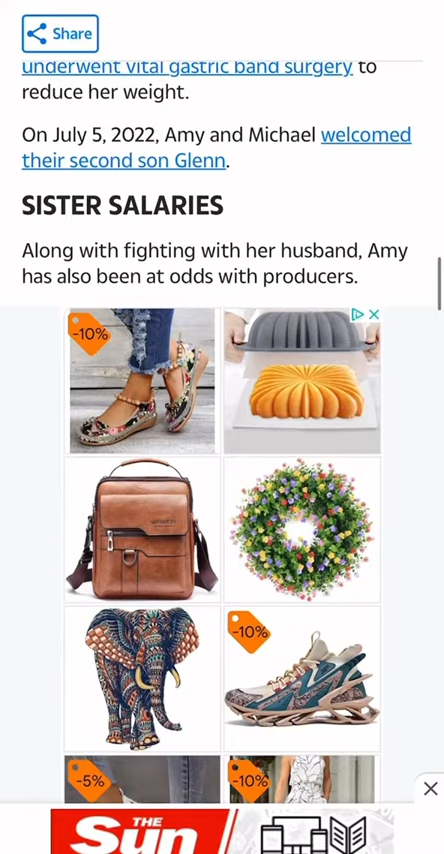 Share
underwent vital gastric band surgery to
reduce her weight.
On July 5, 2022, Amy and Michael welcomed
their second son Glenn.
SISTER SALARIES
Along with fighting with her husband, Amy
has also been at odds with producers.
-10%
-10%
-5%
-10%
THE
Sun